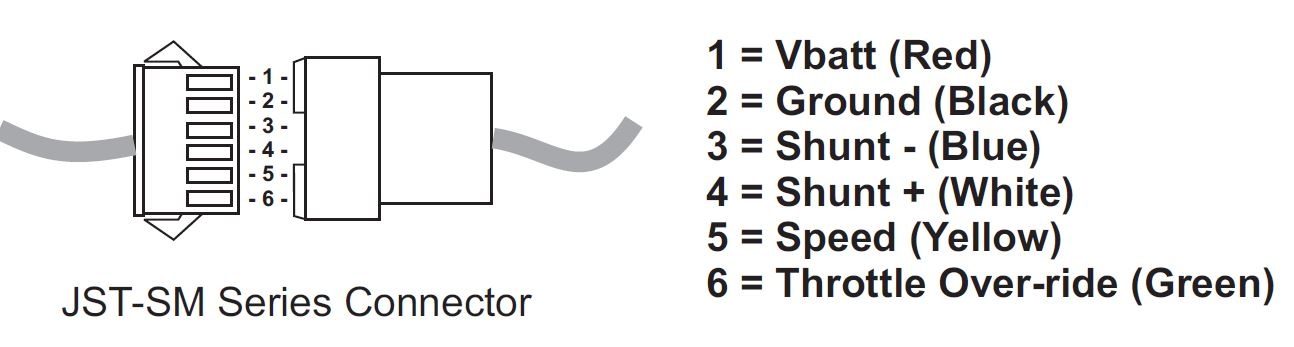 - 1 -
- 2 -
- 3 -
- 4 -
- 5 -
- 6 -
JST-SM Series Connector
1 = Vbatt (Red)
2 = Ground (Black)
3 = Shunt - (Blue)
4 = Shunt + (White)
5 = Speed (Yellow)
6 = Throttle Over-ride (Green)